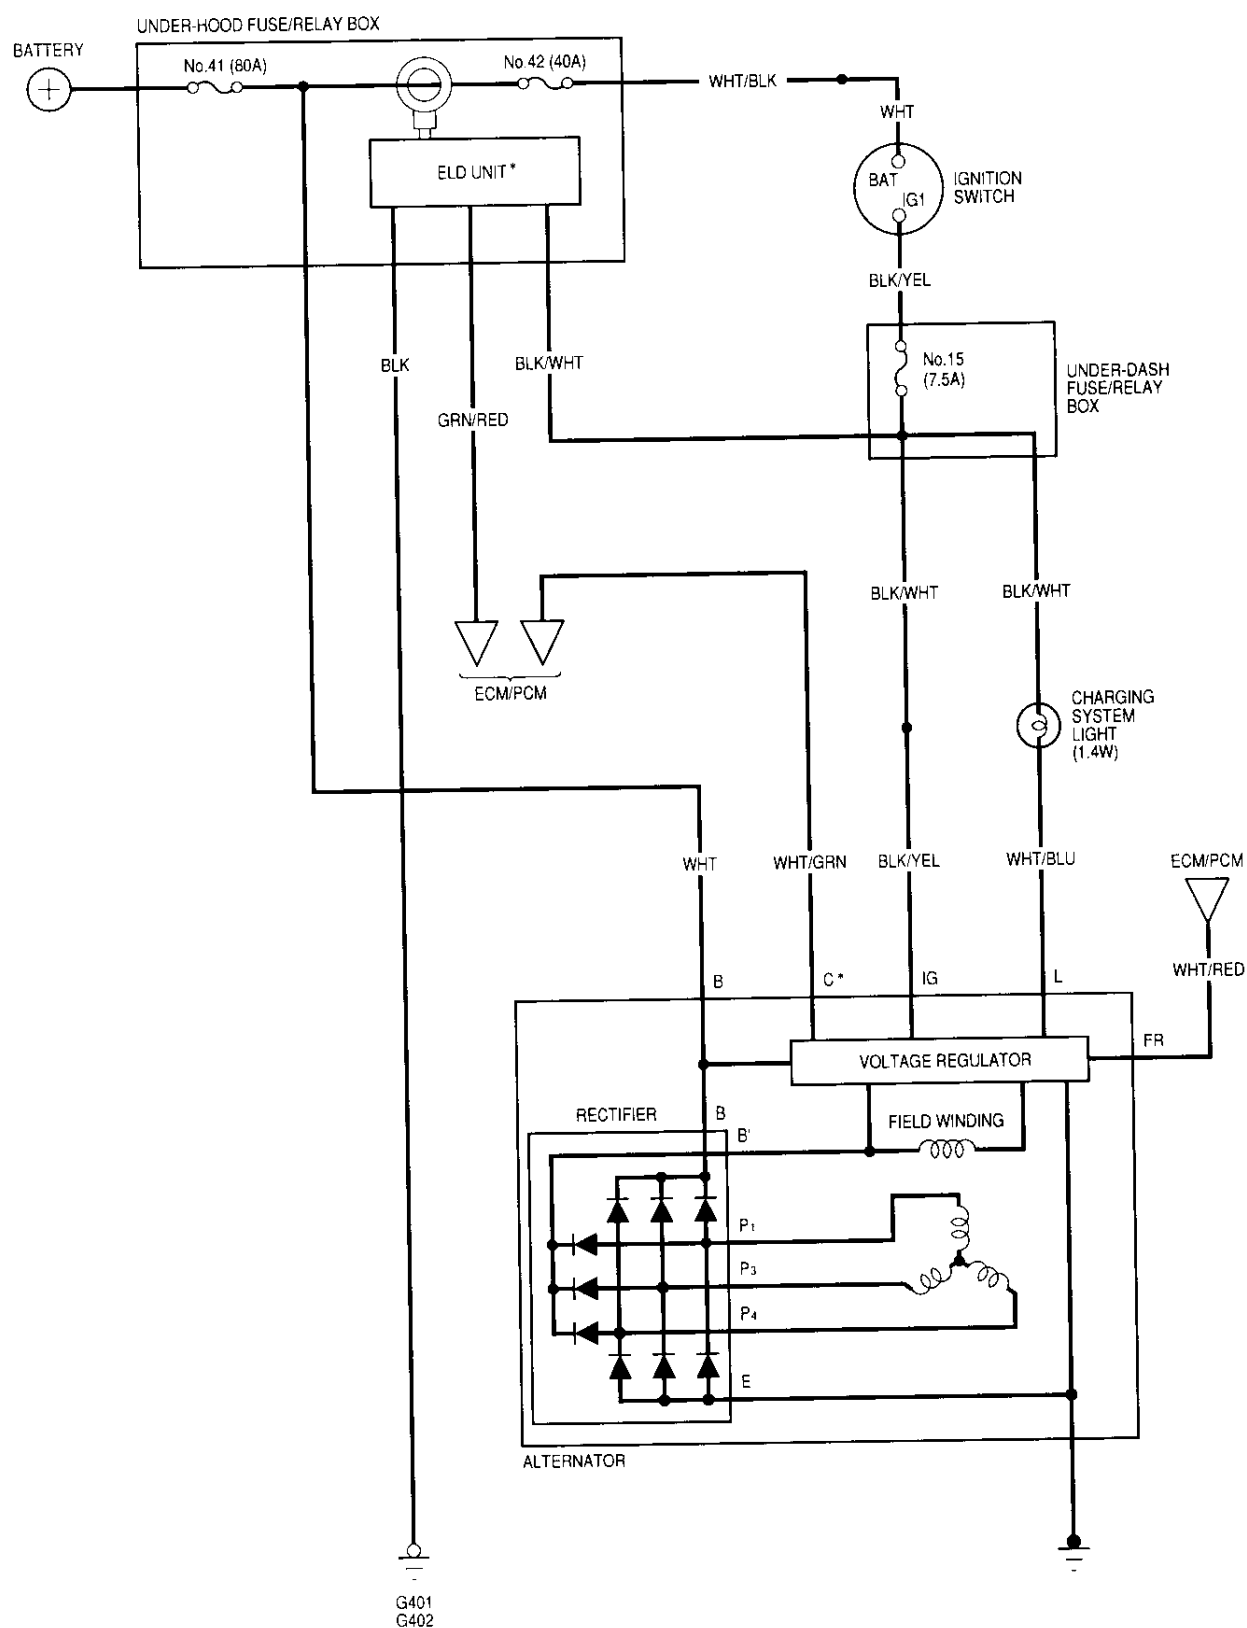 UNDER-HOOD FUSE/RELAY BOX
BATTERY
No.41 (80A)
No.42 (40A)
WHT/BLK
WHT
ELD UNIT *
BAT
IG1
IGNITION
SWITCH
BLK/YEL
BLK
BLK/WHT
No.15
(7.5A)
UNDER-DASH
FUSE/RELAY
BOX
GRN/RED
BLK/WHT
BLK/WHT
ECM/PCM
CHARGING
SYSTEM
LIGHT
(1.4W)
WHT
WHT/GRN
BLK/YEL
WHT/BLU
ECM/PCM
WHT/RED
B
C*
IG
L
FR
VOLTAGE REGULATOR
RECTIFIER
B
B'
FIELD WINDING
P1
P3
P4
E
ALTERNATOR
G401
G402